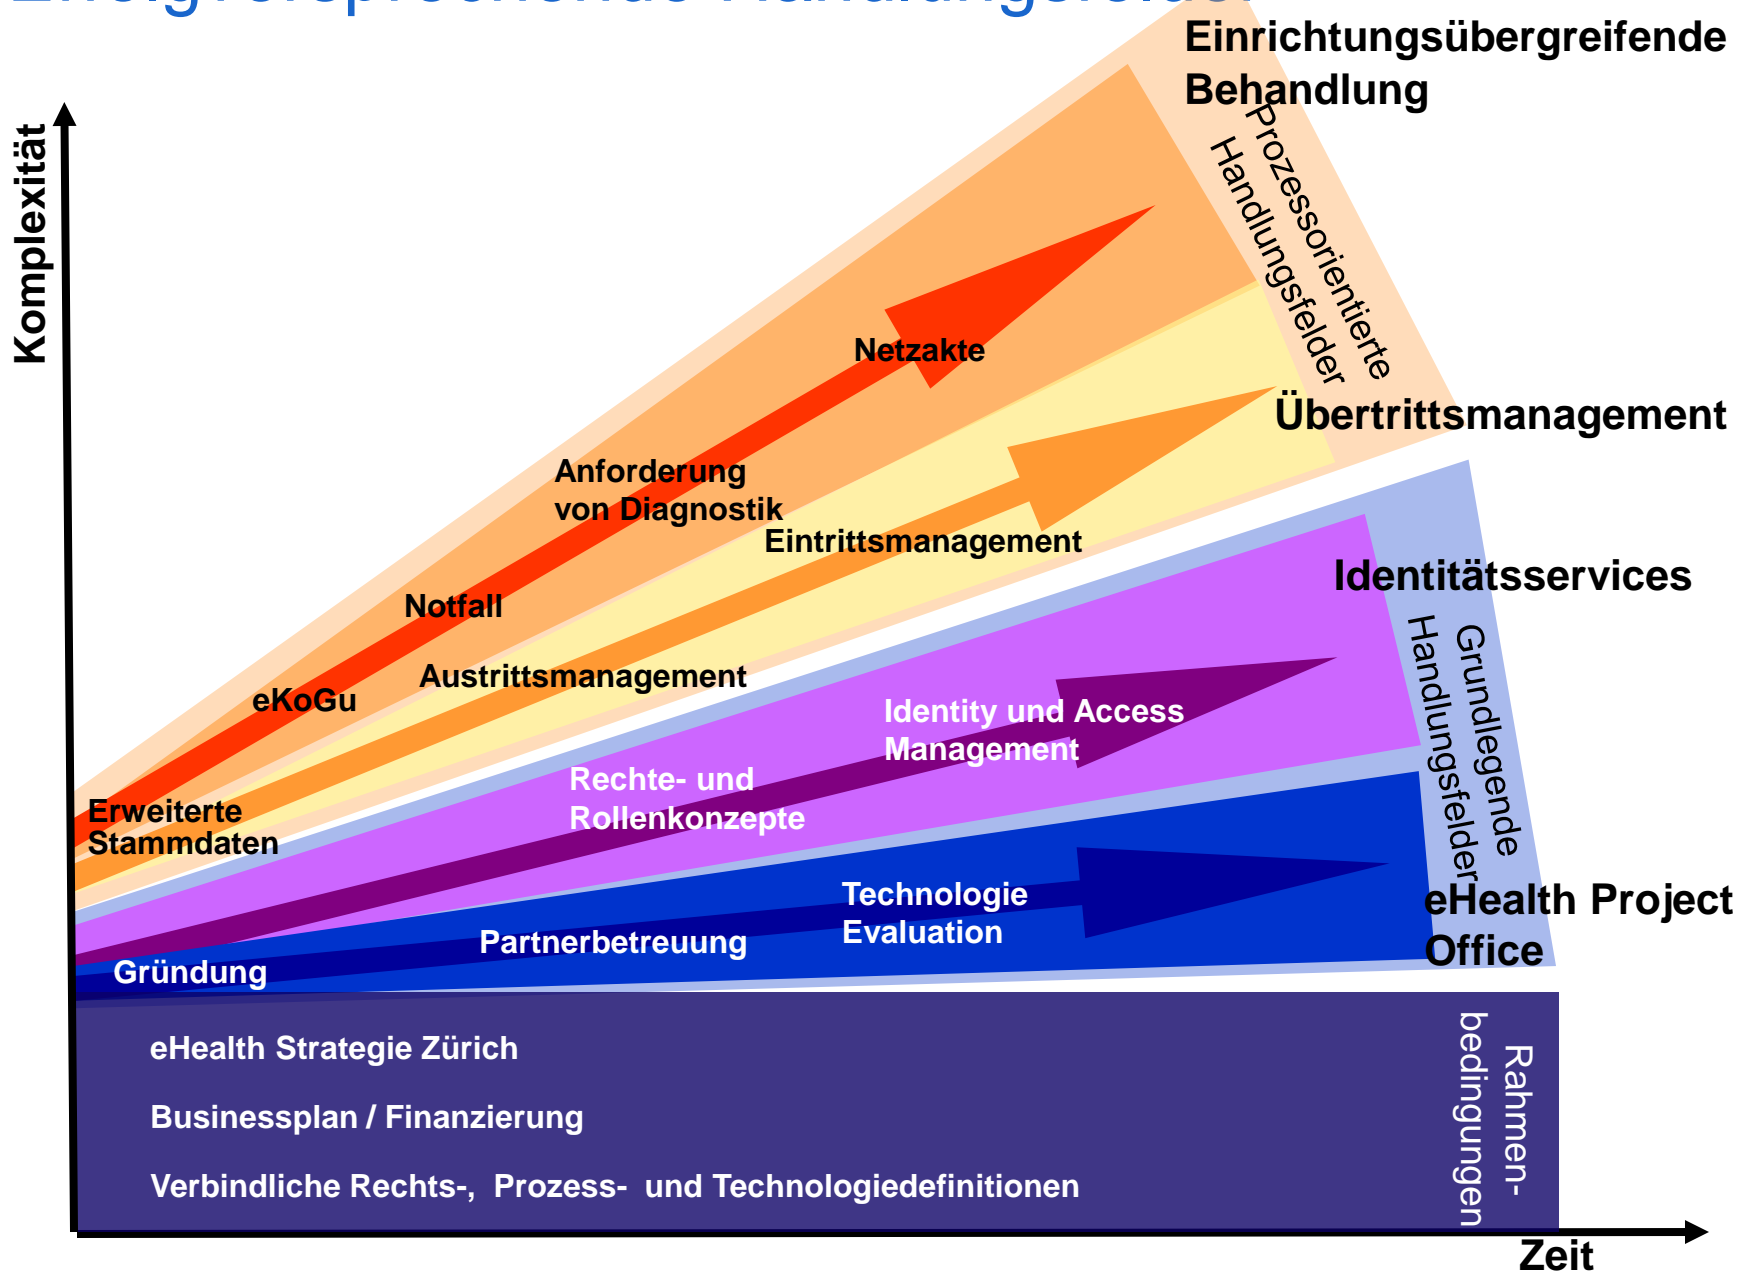 Einrichtungsübergreifende
Behandlung
Komplexität
Prozessorientierte
Handlungsfelder
Netzakte
Übertrittsmanagement
Anforderung
von Diagnostik
Eintrittsmanagement
Identitätsservices
Notfall
Grundlegende
Handlungsfelder
Austrittsmanagement
eKoGu
Identity und Access
Management
Rechte- und
Rollenkonzepte
Erweiterte
Stammdaten
Technologie
Evaluation
eHealth Project
Office
Partnerbetreuung
Gründung
eHealth Strategie Zürich
Businessplan / Finanzierung
Verbindliche Rechts-, Prozess- und Technologiedefinitionen
Rahmen-
bedingungen
Zeit